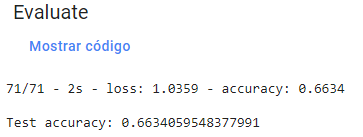 Evaluate
Mostrar código
71/71 - 2s - loss: 1.0359 - accuracy: 0.6634
Test accuracy: 0.6634059548377991